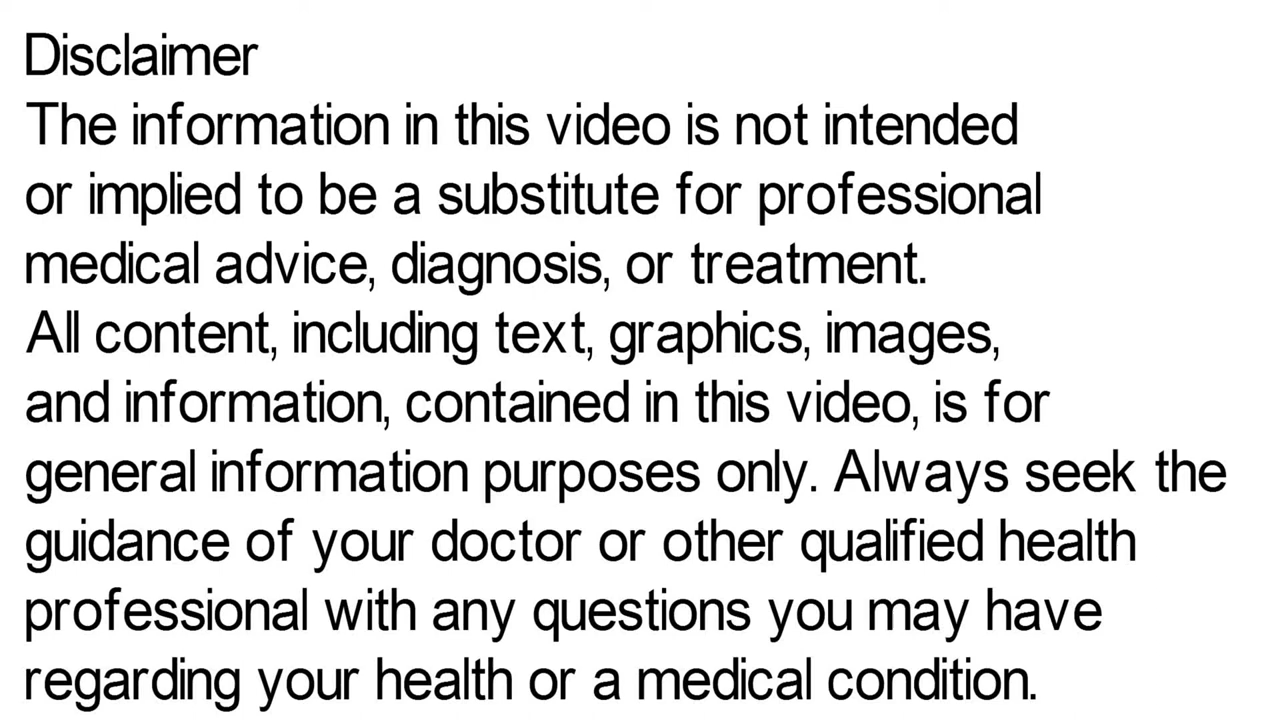 Disclaimer
The information in this video is not intended
or implied to be a substitute for professional
medical advice, diagnosis, or treatment.
All content, including text, graphics, images,
and information, contained in this video, is for
general information purposes only. Always seek the
guidance of your doctor or other qualified health
professional with any questions you may have
regarding your health or a medical condition.